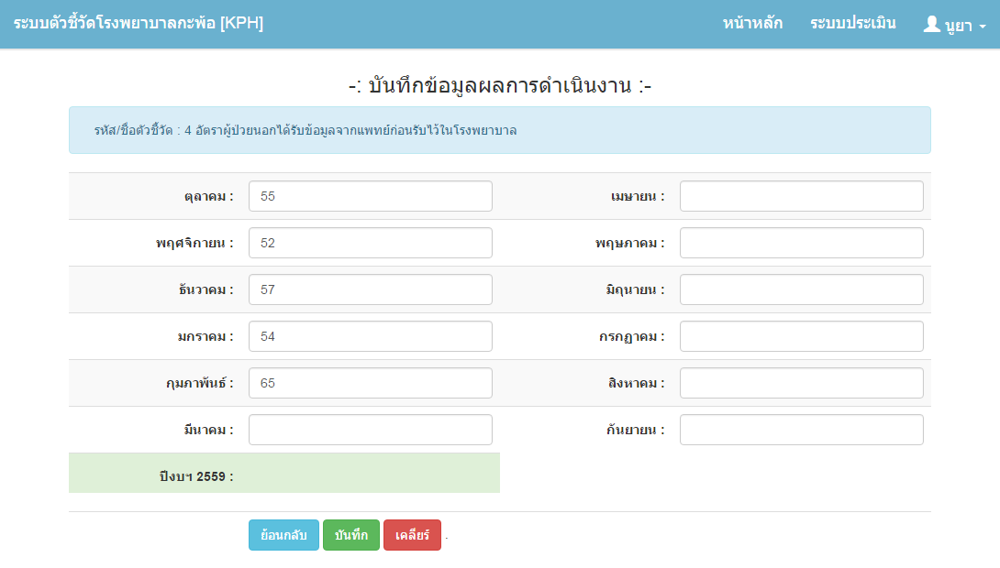 ระบบตัวชี้วัดโรงพยาบาลกะพ้อ [KPH] หน้าหลัก ระบบประเมิน นูยา
-: บันทึกข้อมูลผลการดำเนินงาน :-
รหัส/ชื่อตัวชี้วัด : 4 อัตราผู้ป่วยนอกได้รับข้อมูลจากแพทย์ก่อนรับไว้ในโรงพยาบาล
ตุลาคม : 55 เมษายน :
พฤศจิกายน : 52 พฤษภาคม :
ธันวาคม : 57 มิถุนายน :
มกราคม : 54 กรกฏาคม :
กุมภาพันธ์ : 65 สิงหาคม :
มีนาคม : กันยายน :
ปีงบฯ 2559 :
ย้อนกลับ บันทึก เคลียร์ .